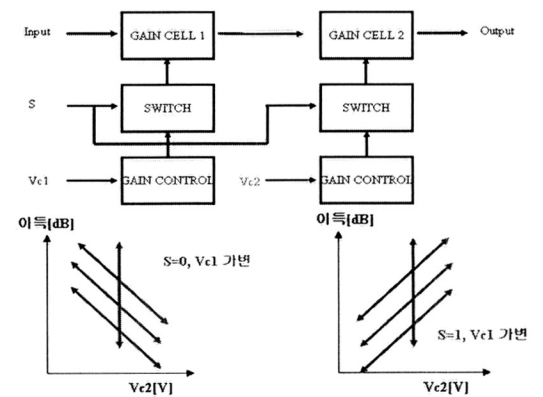 Input
GAIN CELL 1
GAIN CELL 2
Output
S
SWITCH
SWITCH
Vc1
GAIN CONTROL
Vc2
GAIN CONTROL
이득[dB]
S=0, Vc1 가변
Vc2[V]
이득[dB]
S=1, Vc1 가변
Vc2[V]